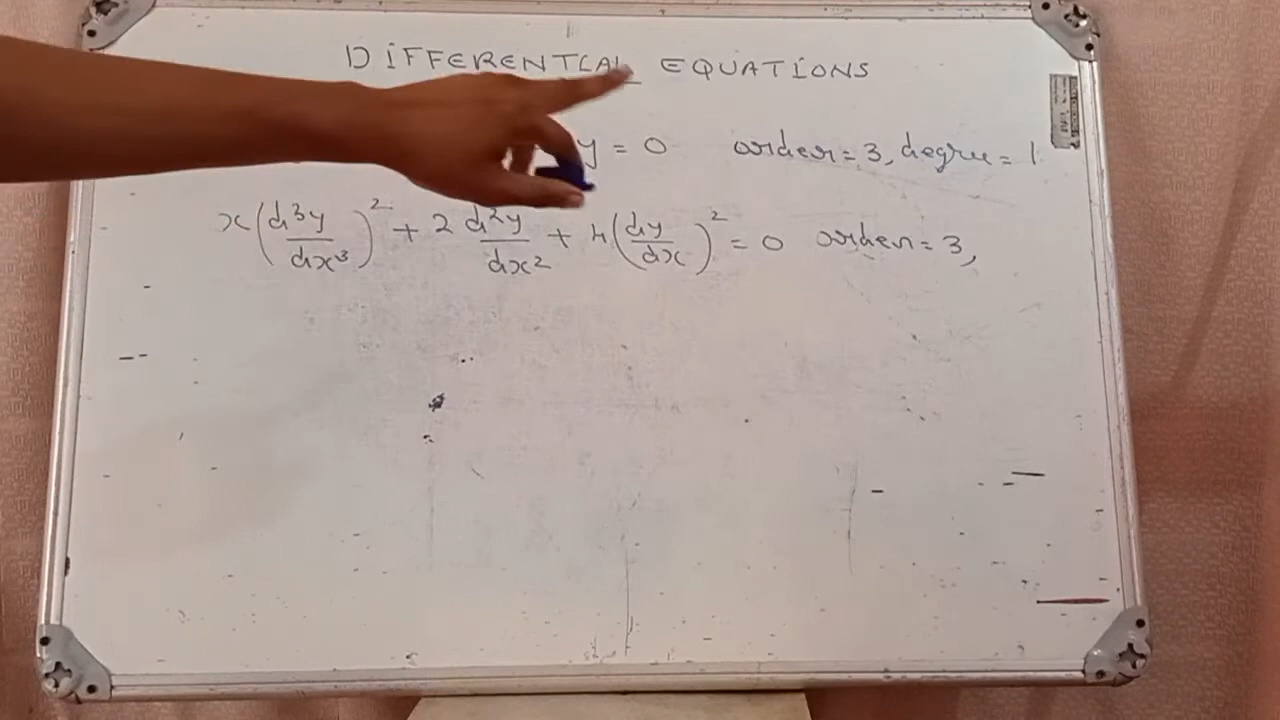 DIFFERENTIAL EQUATIONS
y = 0 order = 3, degree = 1
x(d³y/dx³)² + 2 d²y/dx² + 4(dy/dx)² = 0 order = 3,